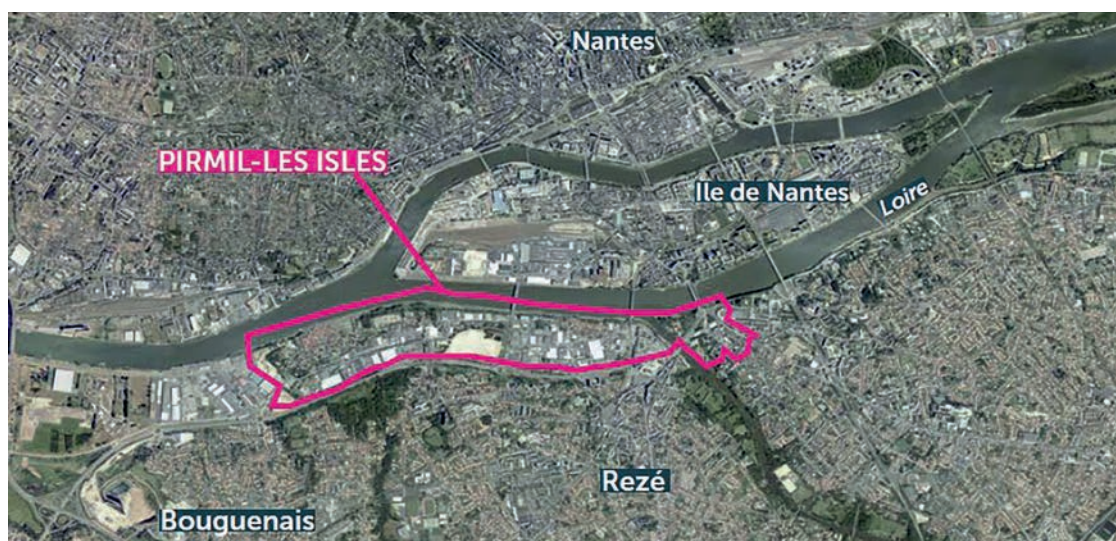 Nantes
PIRMIL-LES ISLES
Ile de Nantes
Loire
Rezé
Bouguenais